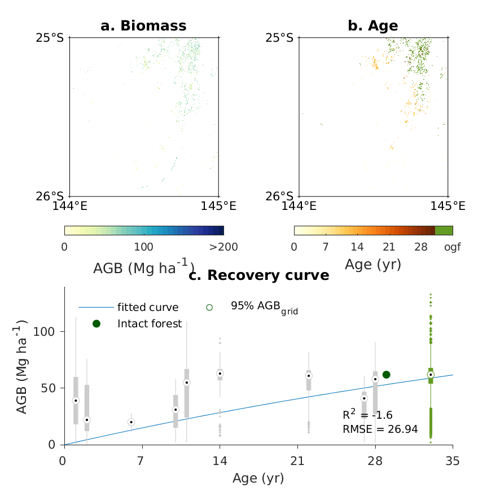 a. Biomass
b. Age
25°S
26°S
144°E
145°E
25°S
26°S
144°E
145°E
0
100
>200
AGB (Mg ha⁻¹)
0
7
14
21
28
ogf
Age (yr)
c. Recovery curve
fitted curve
95% AGB_grid
Intact forest
AGB (Mg ha⁻¹)
100
50
0
R² = -1.6
RMSE = 26.94
0
7
14
21
28
35
Age (yr)